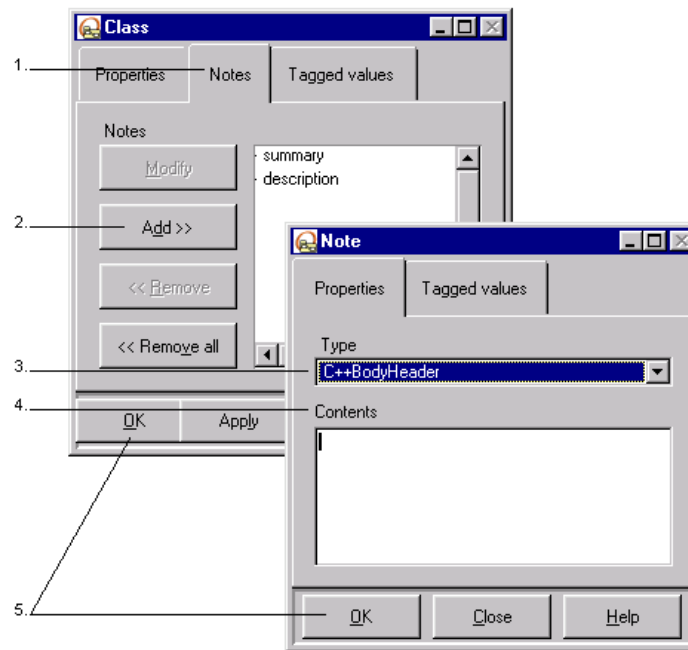 Class
1.
Properties
Notes
Tagged values
Notes
Modify
- summary
- description
2.
Add >>
<< Remove
<< Remove all
OK
Apply
Note
Properties
Tagged values
Type
3.
C++BodyHeader
4.
Contents
5.
OK
Close
Help